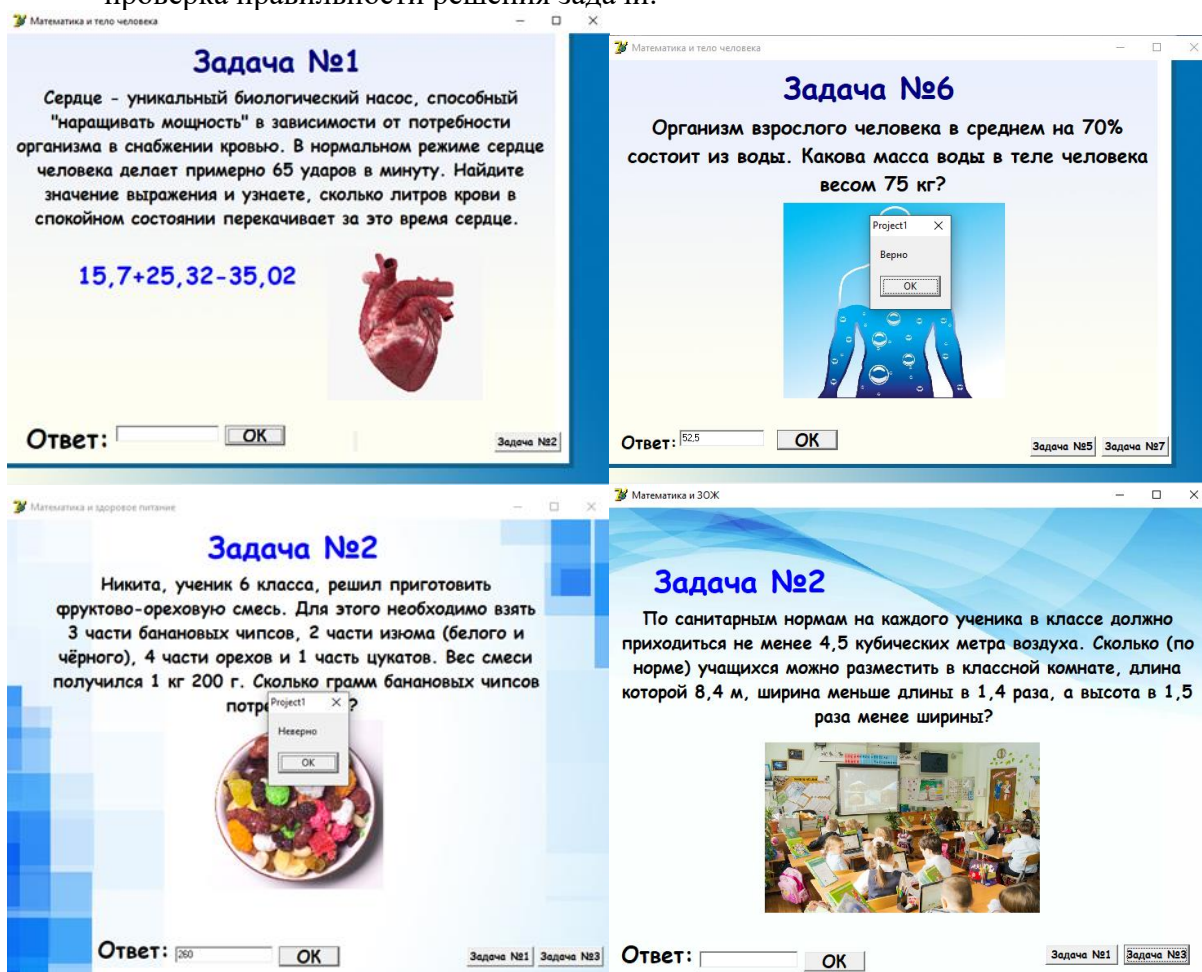 проверка правильности решения задачи.
Математика и тело человека
Задача №1
Сердце - уникальный биологический насос, способный
"наращивать мощность" в зависимости от потребности
организма в снабжении кровью. В нормальном режиме сердце
человека делает примерно 65 ударов в минуту. Найдите
значение выражения и узнаете, сколько литров крови в
спокойном состоянии перекачивает за это время сердце.
15,7+25,32-35,02
Ответ:
OK
Задача №2
Математика и тело человека
Задача №6
Организм взрослого человека в среднем на 70%
состоит из воды. Какова масса воды в теле человека
весом 75 кг?
Project1
Верно
OK
Ответ: 52,5
OK
Задача №5 Задача №7
Математика и здоровое питание
Задача №2
Никита, ученик 6 класса, решил приготовить
фруктово-ореховую смесь. Для этого необходимо взять
3 части банановых чипсов, 2 части изюма (белого и
чёрного), 4 части орехов и 1 часть цукатов. Вес смеси
получился 1 кг 200 г. Сколько грамм банановых чипсов
потре ?
Project1
Неверно
OK
Ответ: 260
OK
Задача №1 Задача №3
Математика и ЗОЖ
Задача №2
По санитарным нормам на каждого ученика в классе должно
приходиться не менее 4,5 кубических метра воздуха. Сколько (по
норме) учащихся можно разместить в классной комнате, длина
которой 8,4 м, ширина меньше длины в 1,4 раза, а высота в 1,5
раза менее ширины?
Ответ:
OK
Задача №1 Задача №3